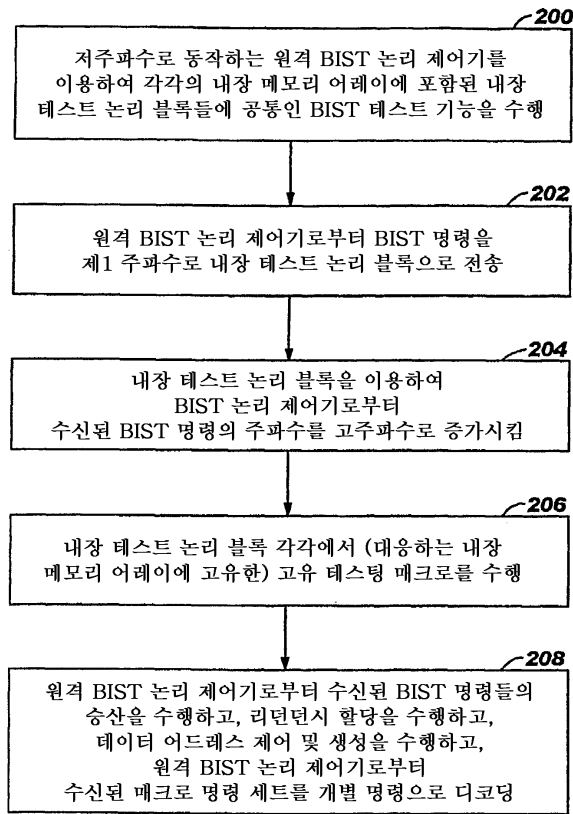 200
저주파수로 동작하는 원격 BIST 논리 제어기를
이용하여 각각의 내장 메모리 어레이에 포함된 내장
테스트 논리 블록들에 공통인 BIST 테스트 기능을 수행
202
원격 BIST 논리 제어기로부터 BIST 명령을
제1 주파수로 내장 테스트 논리 블록으로 전송
204
내장 테스트 논리 블록을 이용하여
BIST 논리 제어기로부터
수신된 BIST 명령의 주파수를 고주파수로 증가시킴
206
내장 테스트 논리 블록 각각에서 (대응하는 내장
메모리 어레이에 고유한) 고유 테스팅 매크로를 수행
208
원격 BIST 논리 제어기로부터 수신된 BIST 명령들의
승산을 수행하고, 리던던시 할당을 수행하고,
데이터 어드레스 제어 및 생성을 수행하고,
원격 BIST 논리 제어기로부터
수신된 매크로 명령 세트를 개별 명령으로 디코딩